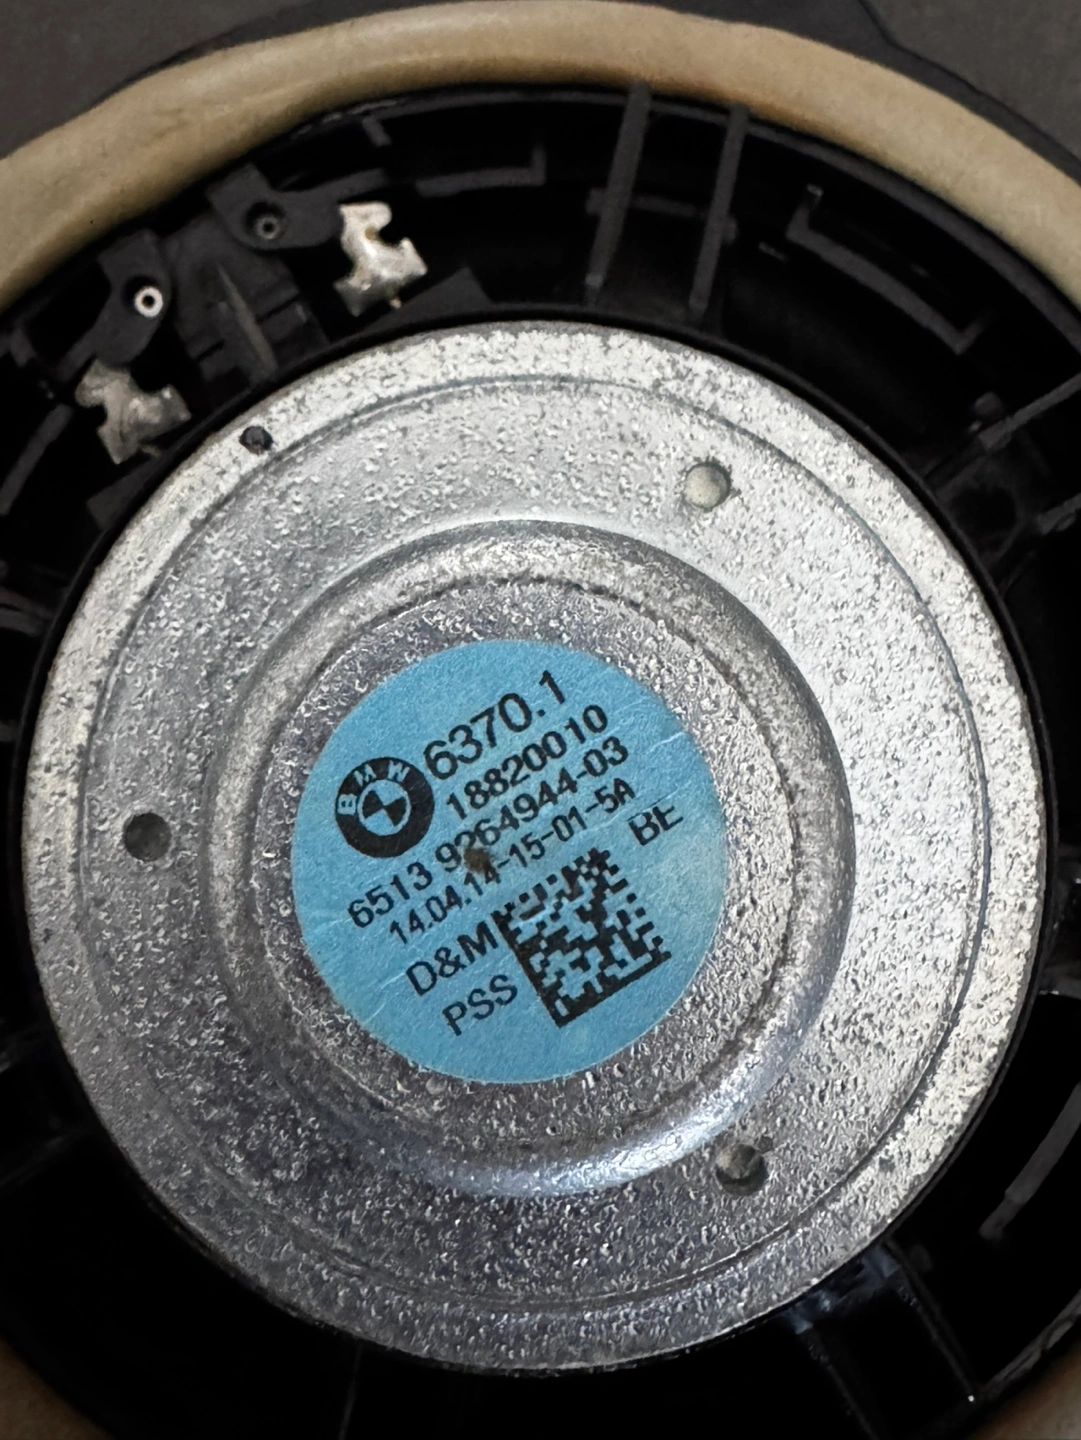 BMW 6370.1
18820010
6513 9264944-03
14.04.14-15-01-5A
BE
D&M
PSS